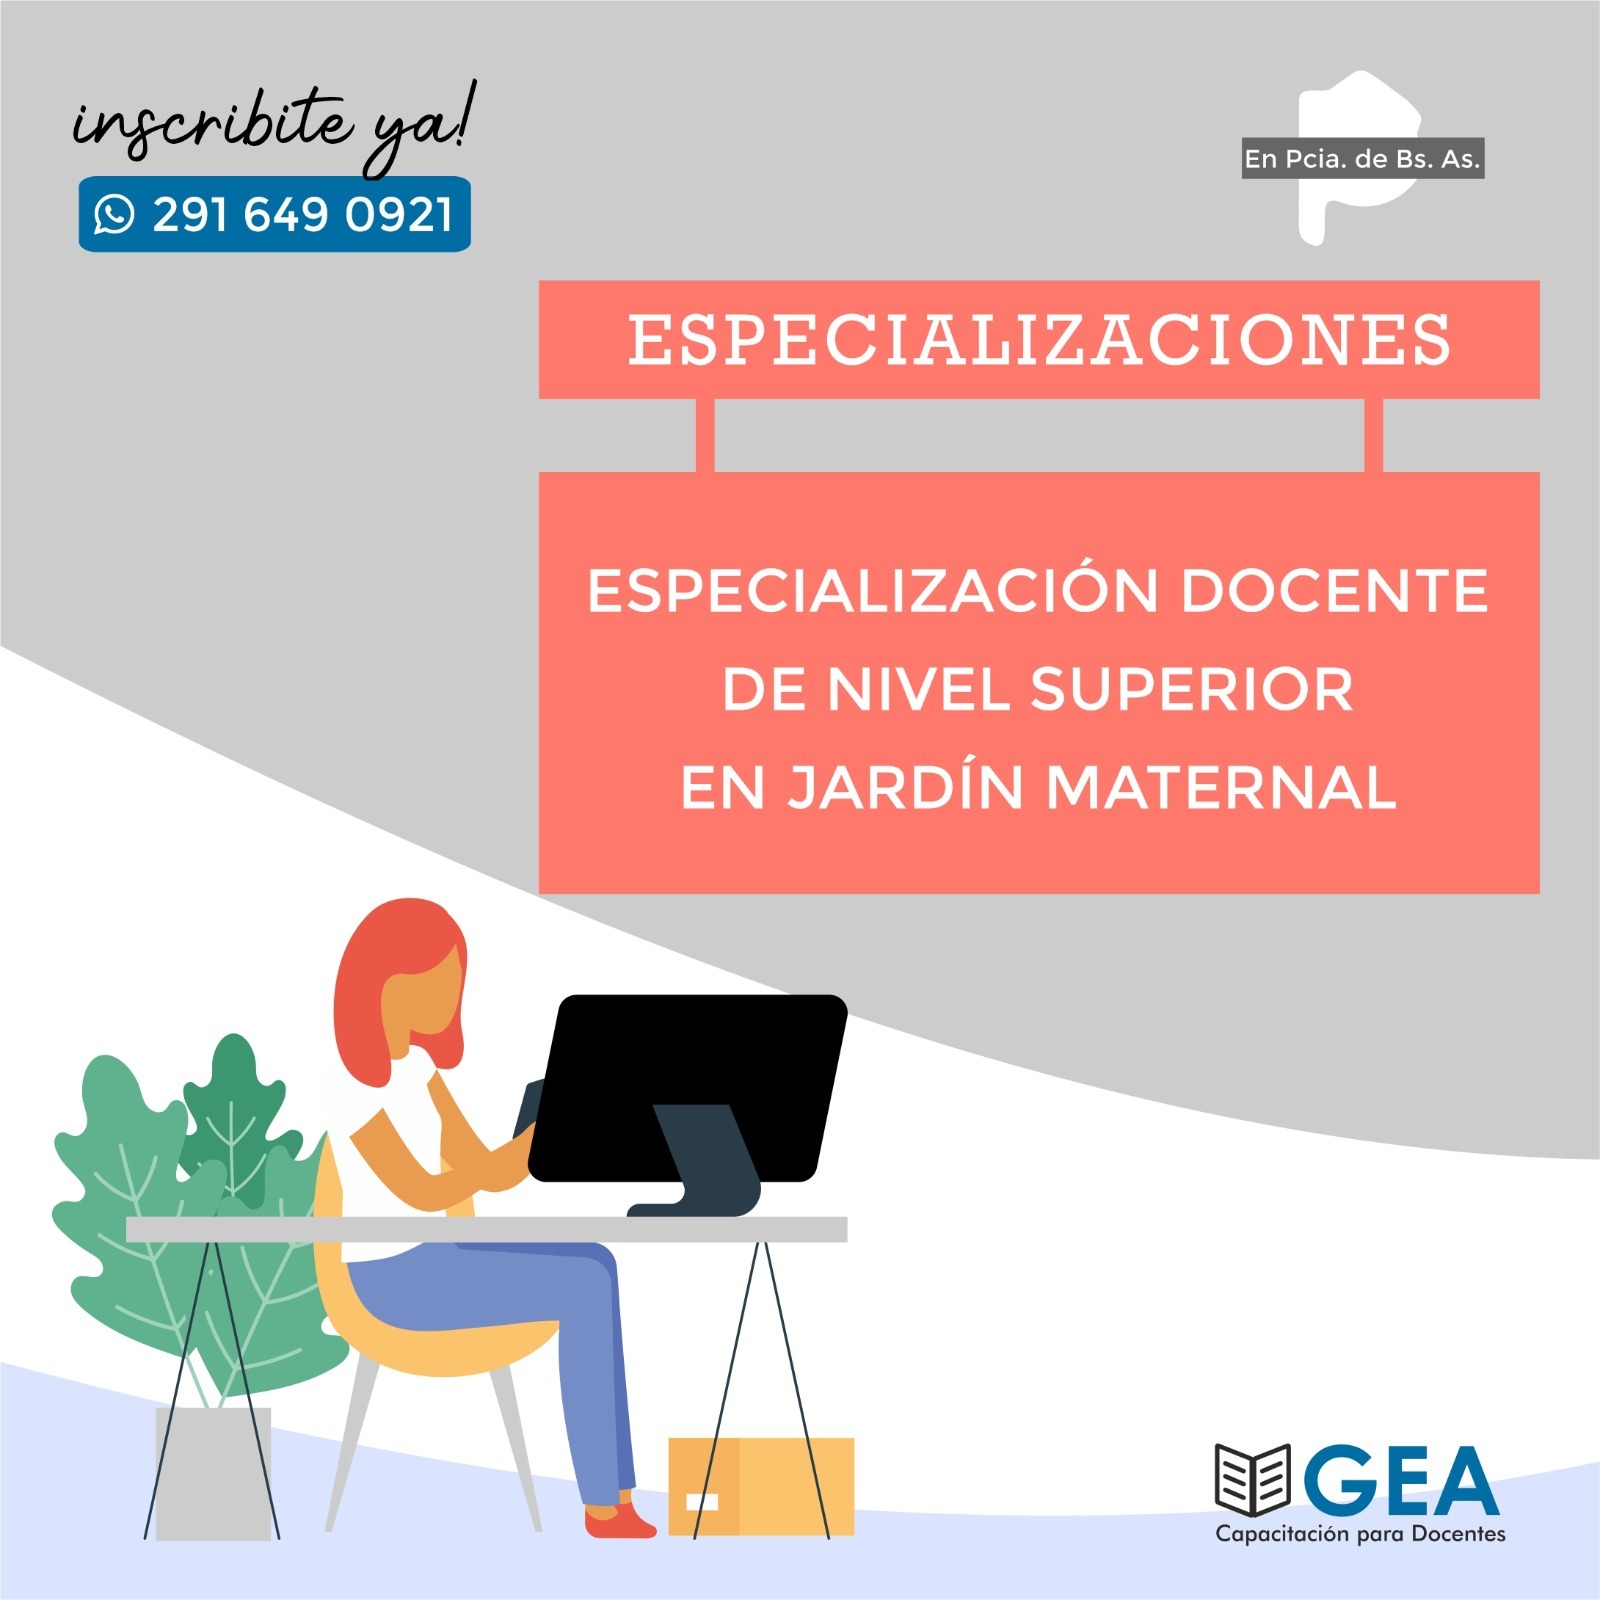 inscribite ya!
291 649 0921
En Pcia. de Bs. As.
ESPECIALIZACIONES
ESPECIALIZACIÓN DOCENTE
DE NIVEL SUPERIOR
EN JARDÍN MATERNAL
GEA
Capacitación para Docentes